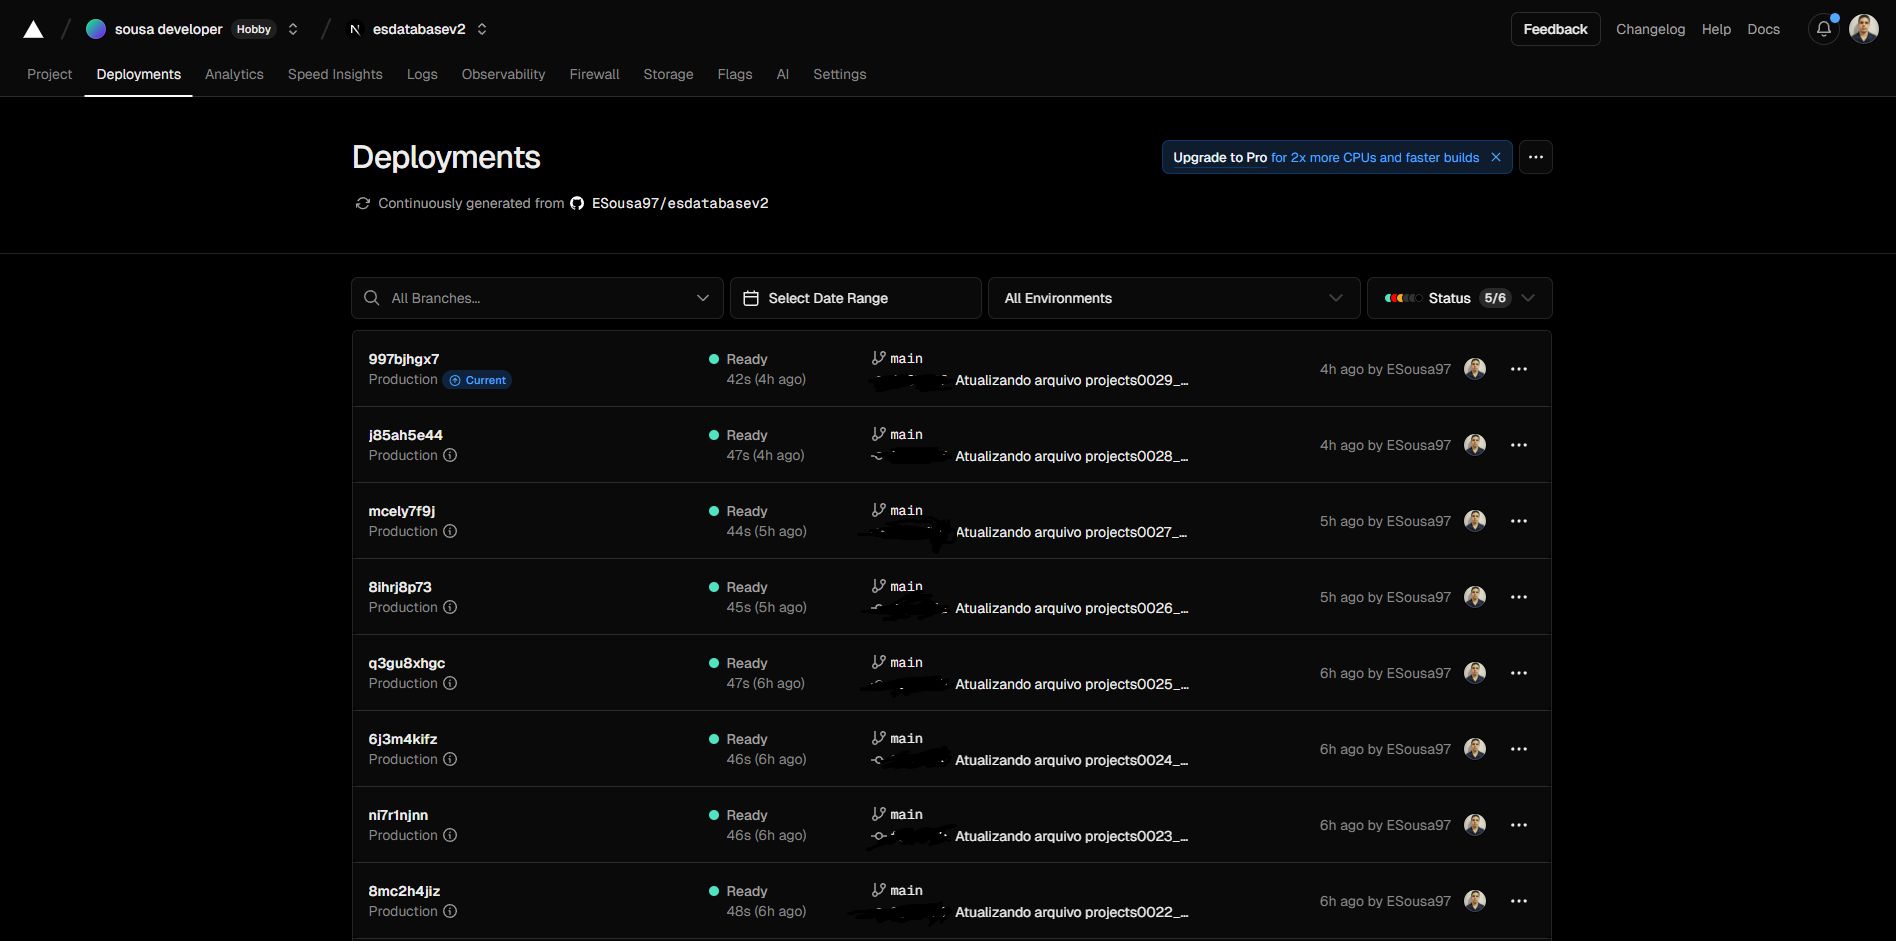 sousa developer Hobby esdatabasev2 Feedback Changelog Help Docs
Project Deployments Analytics Speed Insights Logs Observability Firewall Storage Flags AI Settings
Deployments
Upgrade to Pro for 2x more CPUs and faster builds
Continuously generated from ESousa97/esdatabasev2
All Branches... Select Date Range All Environments Status 5/6
997bjhgx7 Ready main
Production Current 42s (4h ago) Atualizando arquivo projects0029_... 4h ago by ESousa97
j85ah5e44 Ready main
Production 47s (4h ago) Atualizando arquivo projects0028_... 4h ago by ESousa97
mcely7f9j Ready main
Production 44s (5h ago) Atualizando arquivo projects0027_... 5h ago by ESousa97
8ihrj8p73 Ready main
Production 45s (5h ago) Atualizando arquivo projects0026_... 5h ago by ESousa97
q3gu8xhgc Ready main
Production 47s (6h ago) Atualizando arquivo projects0025_... 6h ago by ESousa97
6j3m4kifz Ready main
Production 46s (6h ago) Atualizando arquivo projects0024_... 6h ago by ESousa97
ni7r1njnn Ready main
Production 46s (6h ago) Atualizando arquivo projects0023_... 6h ago by ESousa97
8mc2h4jiz Ready main
Production 48s (6h ago) Atualizando arquivo projects0022_... 6h ago by ESousa97